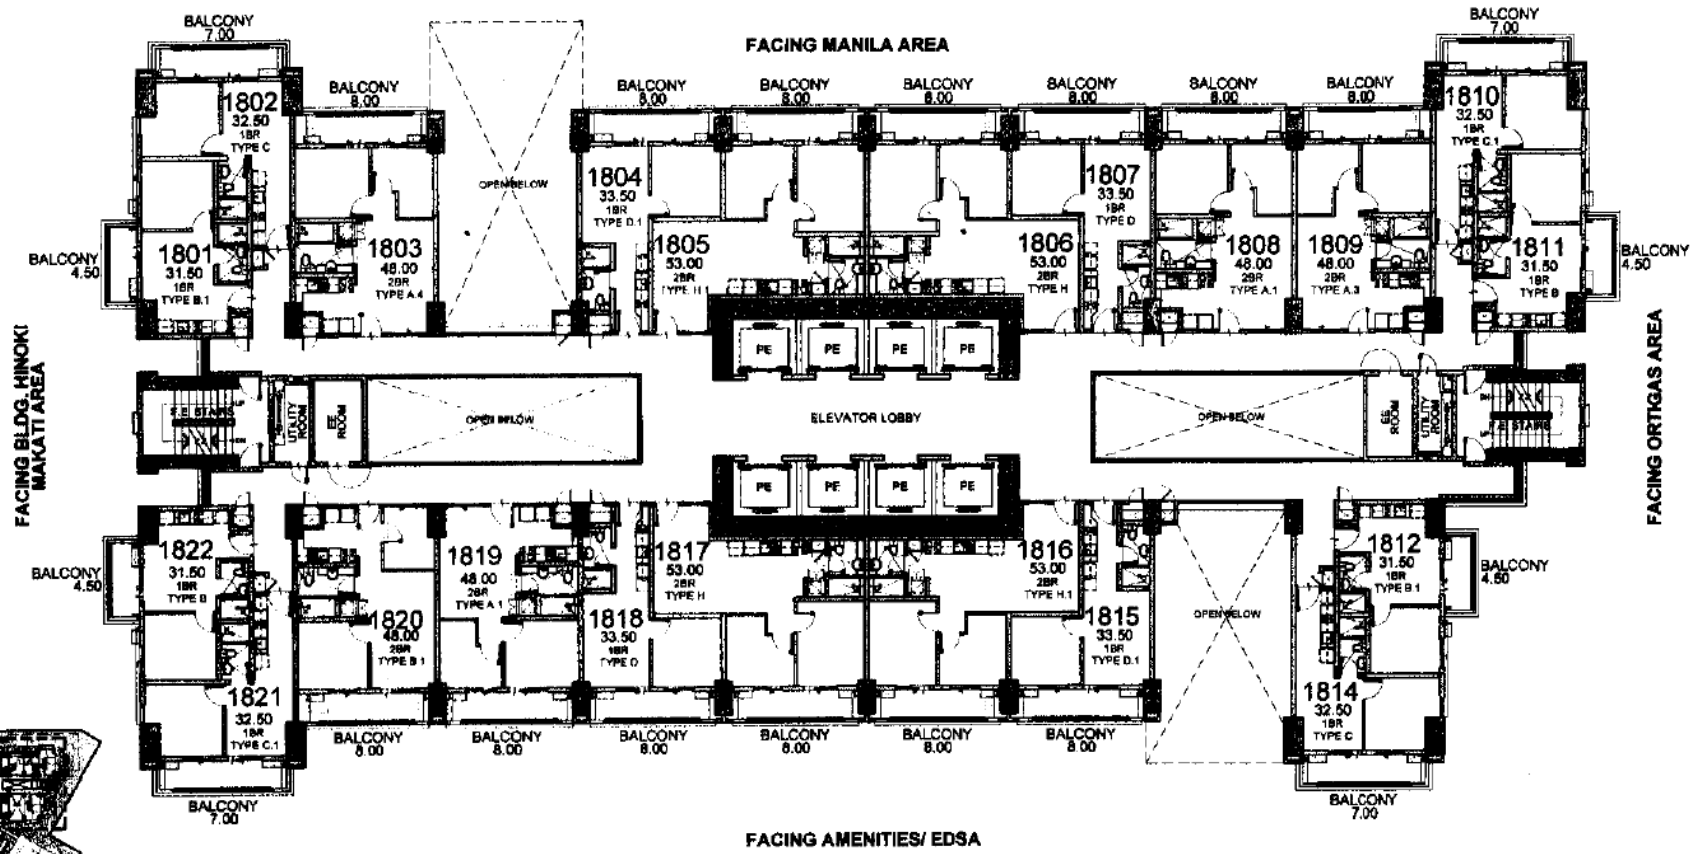 FACING MANILA AREA
BALCONY
7.00
BALCONY
8.00
BALCONY
8.00
BALCONY
8.00
BALCONY
8.00
BALCONY
8.00
BALCONY
8.00
BALCONY
8.00
BALCONY
7.00
1802
32.50
1BR
TYPE C
1801
31.50
1BR
TYPE B.1
BALCONY
4.50
1803
48.00
2BR
TYPE A.4
OPEN BELOW
1804
33.50
1BR
TYPE D.1
1805
53.00
2BR
TYPE H.1
1806
53.00
2BR
TYPE H
1807
33.50
1BR
TYPE D
1808
48.00
2BR
TYPE A.1
1809
48.00
2BR
TYPE A.3
1810
32.50
1BR
TYPE C.1
1811
31.50
1BR
TYPE B
BALCONY
4.50
FACING BLDG. HINOKI
MAKATI AREA
F.E STAIRS
UP
DN
UTILITY
ROOM
EE
ROOM
OPEN BELOW
PE
PE
PE
PE
ELEVATOR LOBBY
PE
PE
PE
PE
OPEN BELOW
EE
ROOM
UTILITY
ROOM
DN
UP
F.E STAIRS
FACING ORTIGAS AREA
1822
31.50
1BR
TYPE B
BALCONY
4.50
1821
32.50
1BR
TYPE C.1
1820
48.00
2BR
TYPE B.1
1819
48.00
2BR
TYPE A.1
1818
33.50
1BR
TYPE D
1817
53.00
2BR
TYPE H
1816
53.00
2BR
TYPE H.1
1815
33.50
1BR
TYPE D.1
OPEN BELOW
1812
31.50
1BR
TYPE B.1
BALCONY
4.50
1814
32.50
1BR
TYPE C
BALCONY
7.00
BALCONY
8.00
BALCONY
8.00
BALCONY
8.00
BALCONY
8.00
BALCONY
8.00
BALCONY
8.00
BALCONY
7.00
FACING AMENITIES/ EDSA